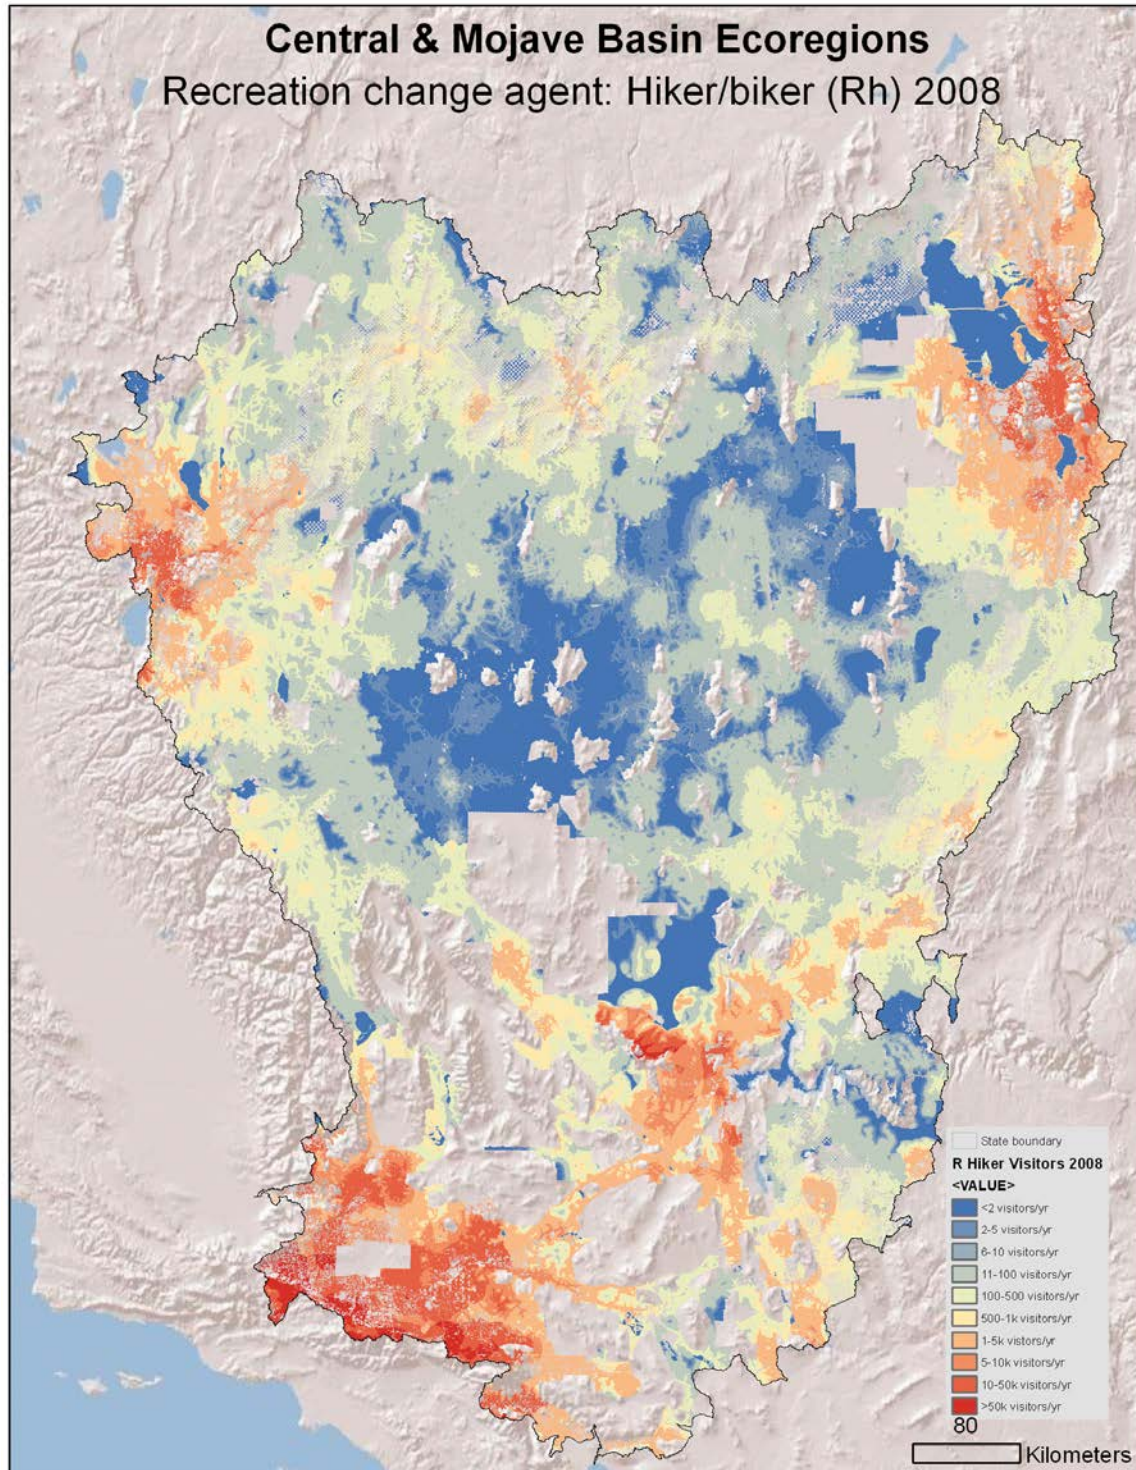 Central & Mojave Basin Ecoregions
Recreation change agent: Hiker/biker (Rh) 2008
State boundary
R Hiker Visitors 2008
<VALUE>
<2 visitors/yr
2-5 visitors/yr
6-10 visitors/yr
11-100 visitors/yr
100-500 visitors/yr
500-1k visitors/yr
1-5k vistors/yr
5-10k visitors/yr
10-50k visitors/yr
>50k visitors/yr
80
Kilometers